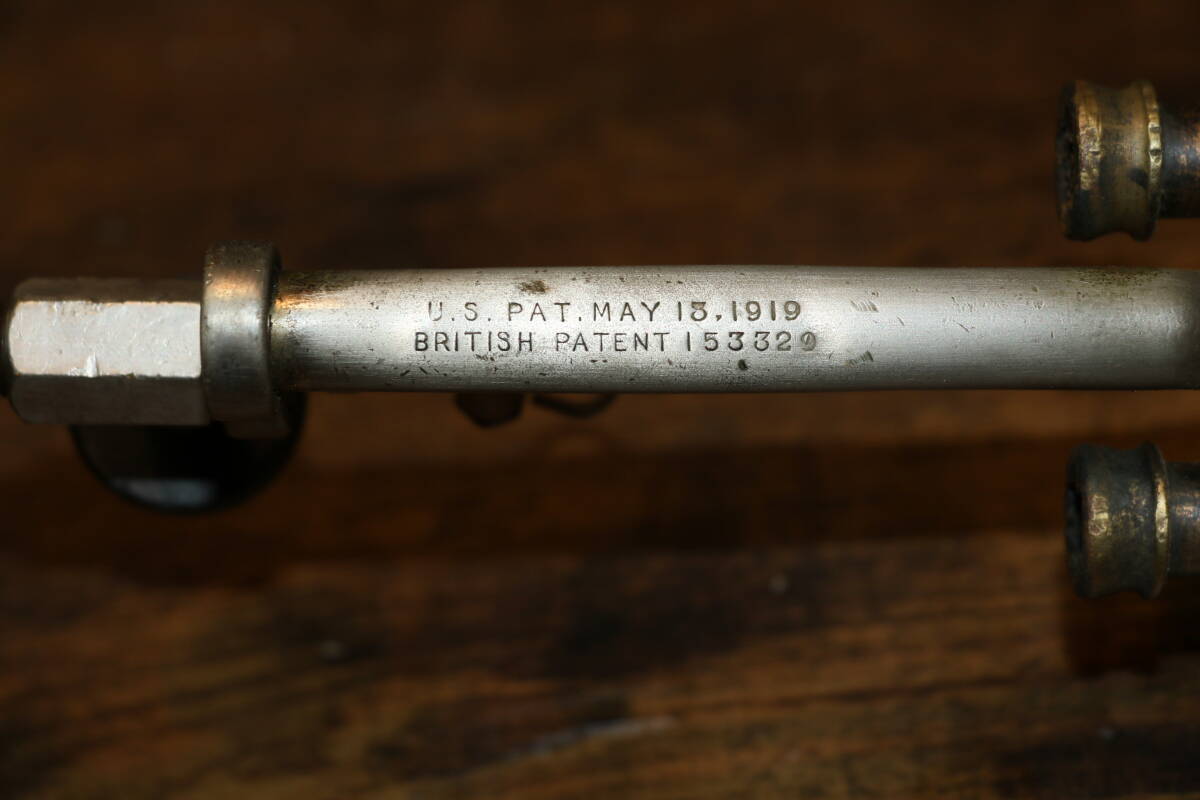 U.S. PAT. MAY 13, 1919
BRITISH PATENT 153329